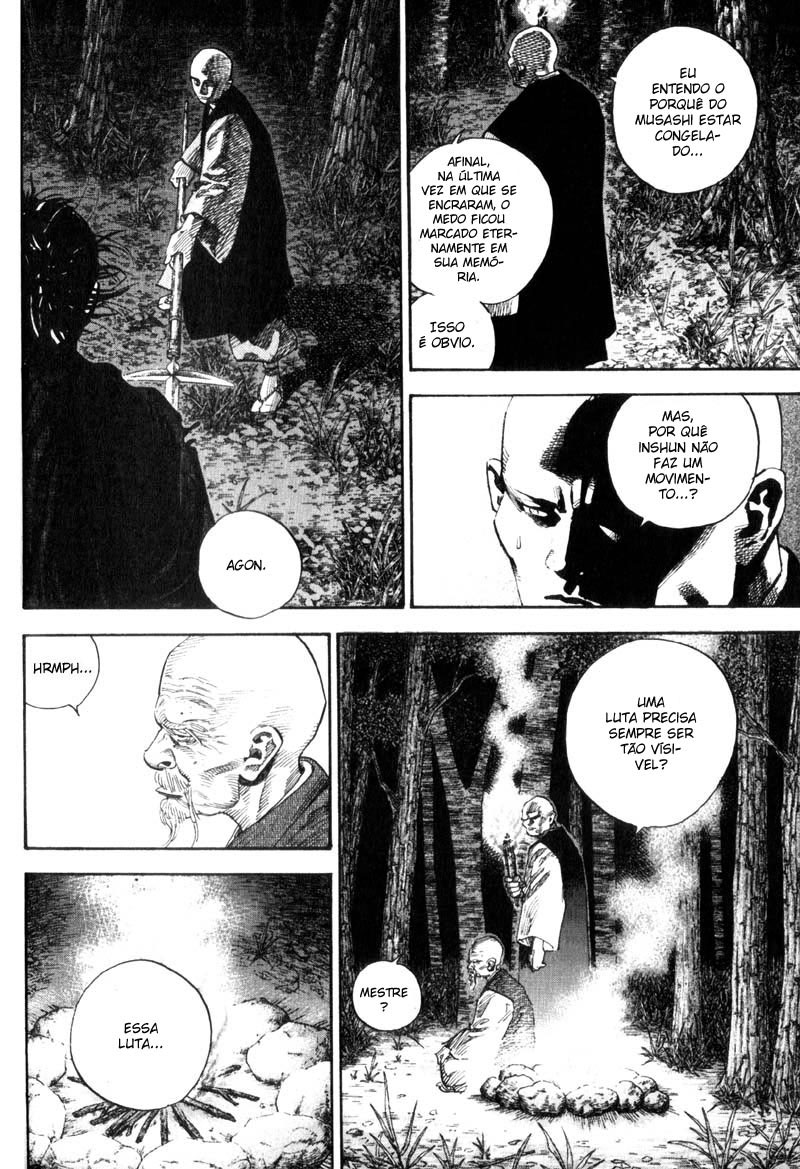 EU
ENTENDO O
PORQUÊ DO
MUSASHI ESTAR
CONGELA-
DO...
AFINAL,
NA ÚLTIMA
VEZ EM QUE SE
ENCRARAM, O
MEDO FICOU
MARCADO ETER-
NAMENTE EM
SUA MEMÓ-
RIA.
ISSO
É OBVIO.
MAS,
POR QUÊ
INSHUN NÃO
FAZ UM
MOVIMEN-
TO...?
AGON.
UMA
LUTA PRECISA
SEMPRE SER
TÃO VÍSI-
VEL?
MESTRE
?
HRMPH...
ESSA
LUTA...